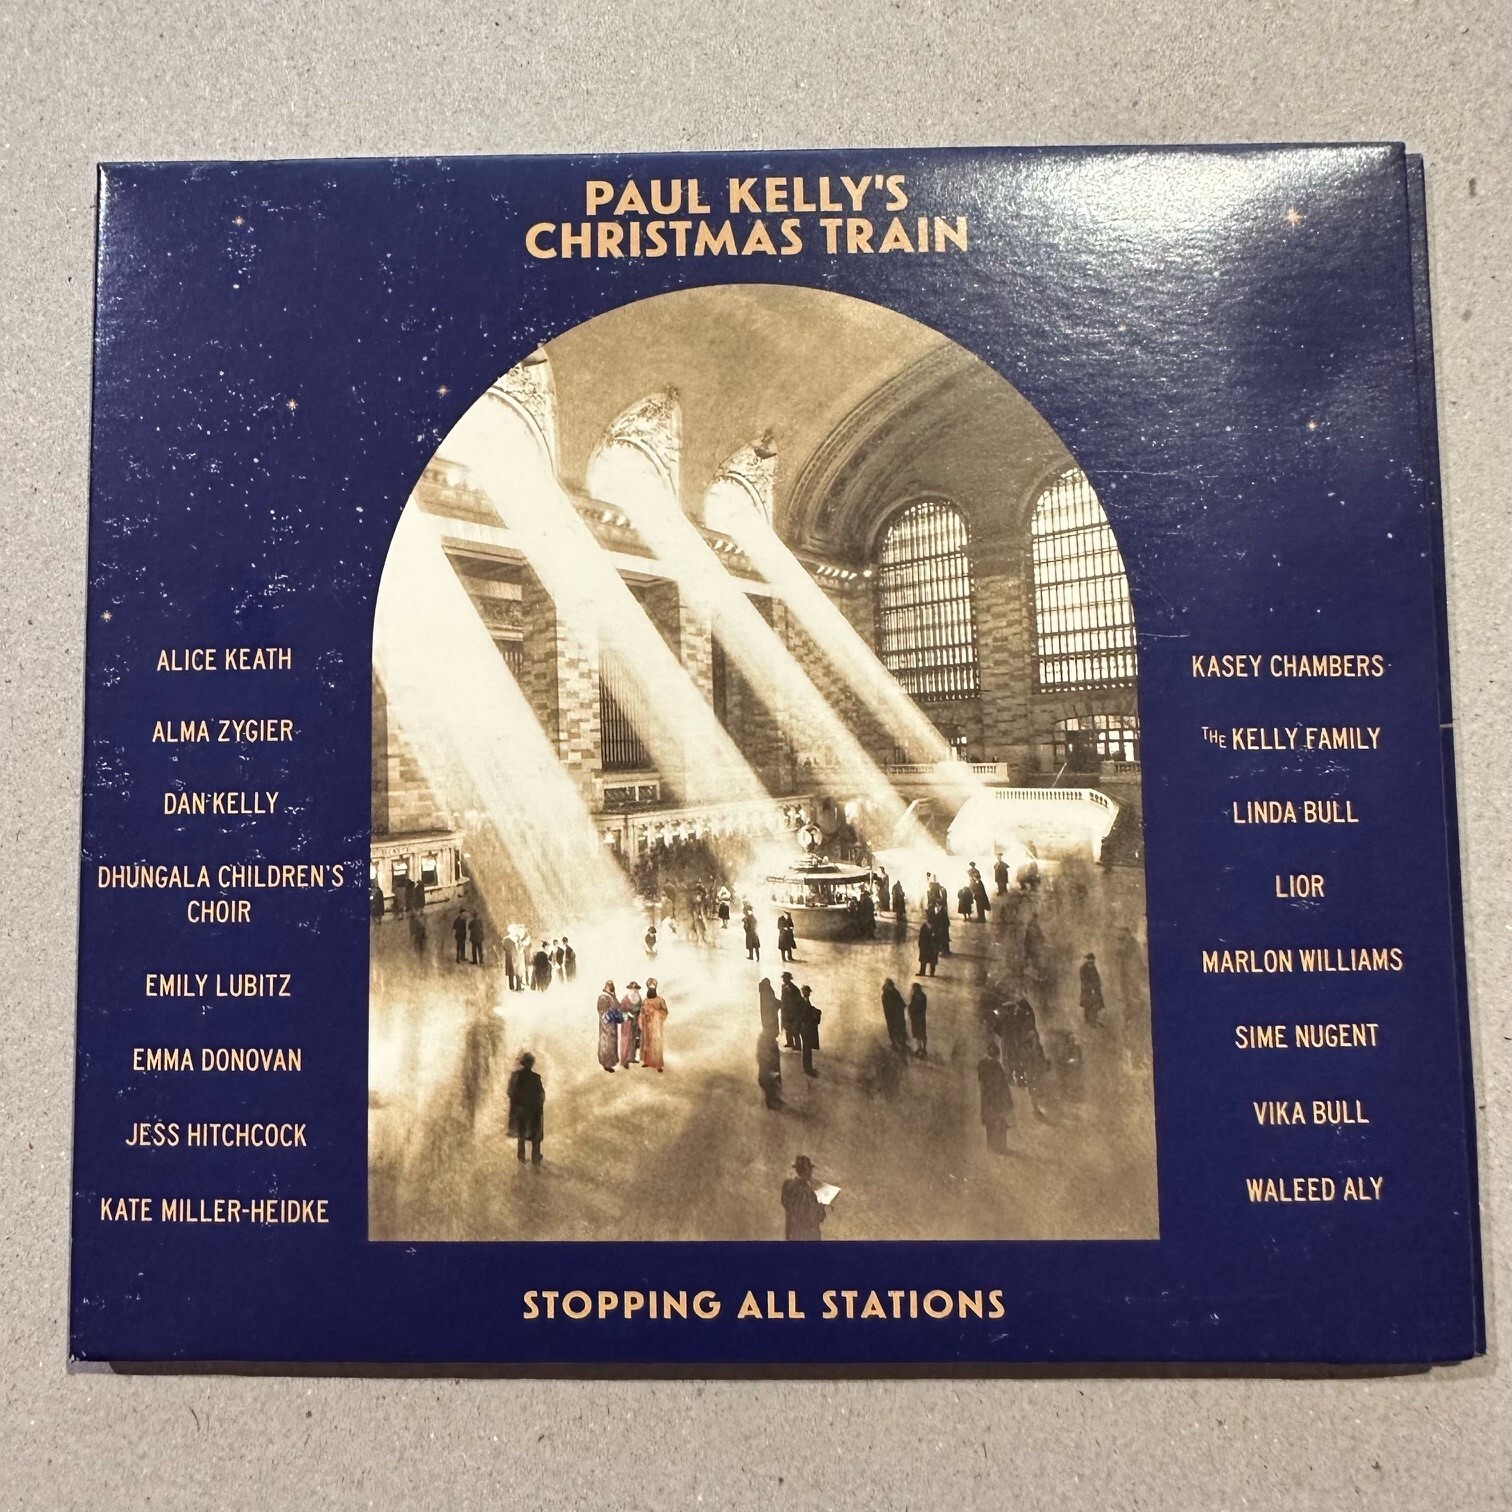 PAUL KELLY'S
CHRISTMAS TRAIN
ALICE KEATH
ALMA ZYGIER
DAN KELLY
DHUNGALA CHILDREN'S
CHOIR
EMILY LUBITZ
EMMA DONOVAN
JESS HITCHCOCK
KATE MILLER-HEIDKE
KASEY CHAMBERS
THE KELLY FAMILY
LINDA BULL
LIOR
MARLON WILLIAMS
SIME NUGENT
VIKA BULL
WALEED ALY
STOPPING ALL STATIONS